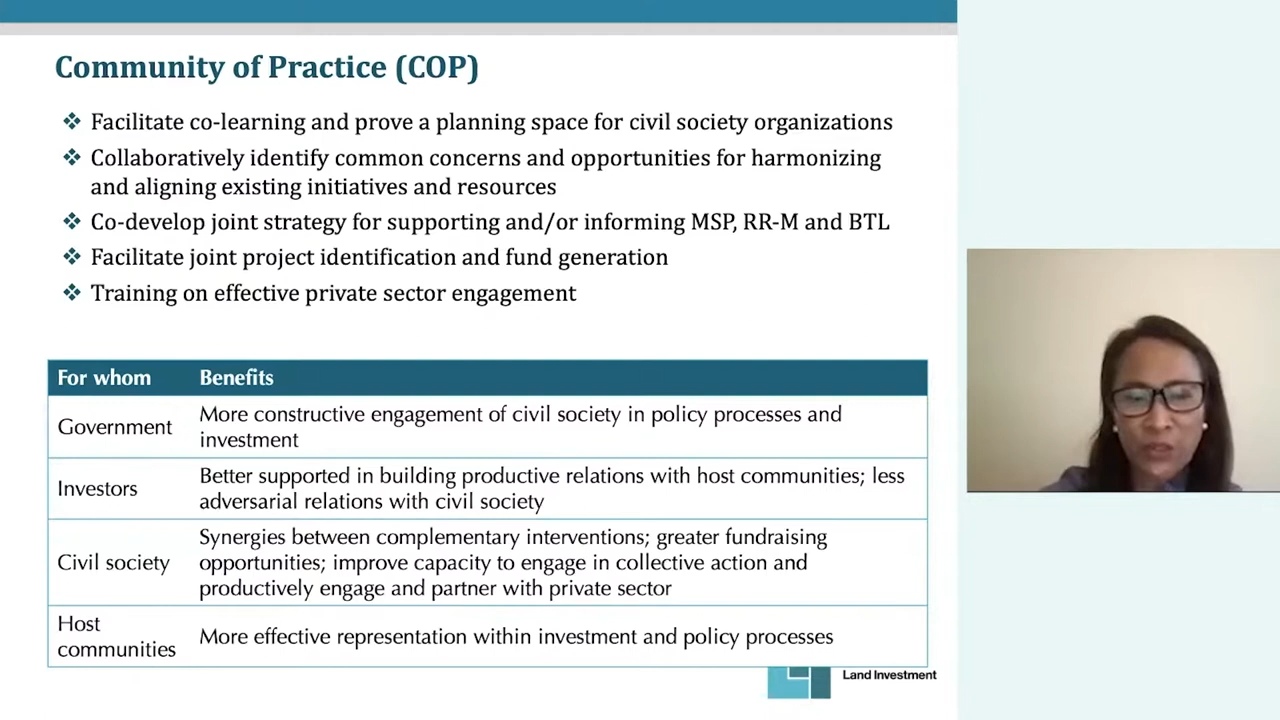 Community of Practice (COP)
❖ Facilitate co-learning and prove a planning space for civil society organizations
❖ Collaboratively identify common concerns and opportunities for harmonizing
and aligning existing initiatives and resources
❖ Co-develop joint strategy for supporting and/or informing MSP, RR-M and BTL
❖ Facilitate joint project identification and fund generation
❖ Training on effective private sector engagement
For whom Benefits
Government More constructive engagement of civil society in policy processes and
investment
Investors Better supported in building productive relations with host communities; less
adversarial relations with civil society
Civil society Synergies between complementary interventions; greater fundraising
opportunities; improve capacity to engage in collective action and
productively engage and partner with private sector
Host
communities More effective representation within investment and policy processes
Land Investment